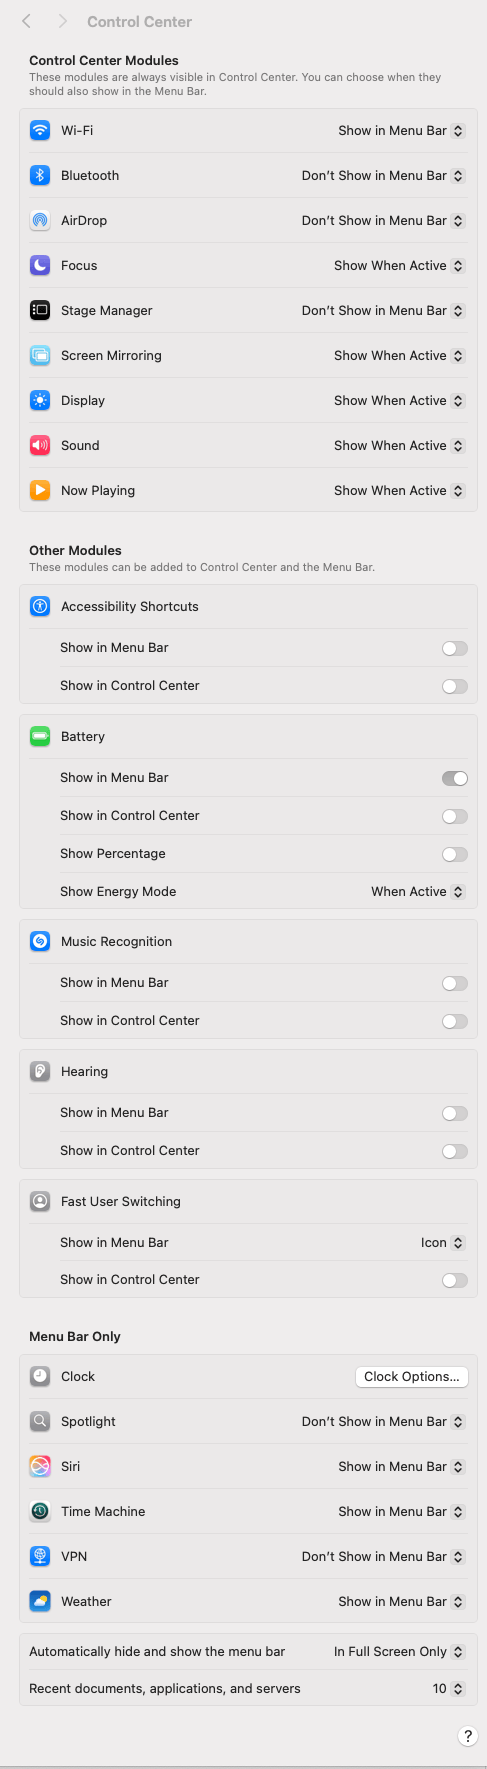 Control Center
Control Center Modules
These modules are always visible in Control Center. You can choose when they
should also show in the Menu Bar.
Wi-Fi Show in Menu Bar
Bluetooth Don't Show in Menu Bar
AirDrop Don't Show in Menu Bar
Focus Show When Active
Stage Manager Don't Show in Menu Bar
Screen Mirroring Show When Active
Display Show When Active
Sound Show When Active
Now Playing Show When Active
Other Modules
These modules can be added to Control Center and the Menu Bar.
Accessibility Shortcuts
Show in Menu Bar
Show in Control Center
Battery
Show in Menu Bar
Show in Control Center
Show Percentage
Show Energy Mode When Active
Music Recognition
Show in Menu Bar
Show in Control Center
Hearing
Show in Menu Bar
Show in Control Center
Fast User Switching
Show in Menu Bar Icon
Show in Control Center
Menu Bar Only
Clock Clock Options...
Spotlight Don't Show in Menu Bar
Siri Show in Menu Bar
Time Machine Show in Menu Bar
VPN Don't Show in Menu Bar
Weather Show in Menu Bar
Automatically hide and show the menu bar In Full Screen Only
Recent documents, applications, and servers 10
?